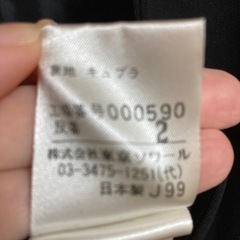 裏地 キュプラ
工場番号000590
反番 2
株式会社東京ソワール
03-3475-1251(代)
日本製 J99